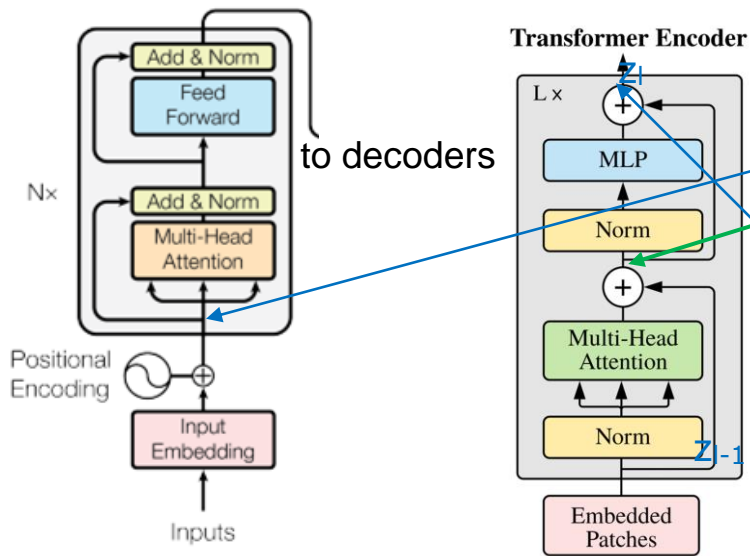 Add & Norm
Feed
Forward
Add & Norm
Multi-Head
Attention
N×
to decoders
Positional
Encoding
Input
Embedding
Inputs
Transformer Encoder
zl
L ×
+
MLP
Norm
+
Multi-Head
Attention
Norm
zl-1
Embedded
Patches